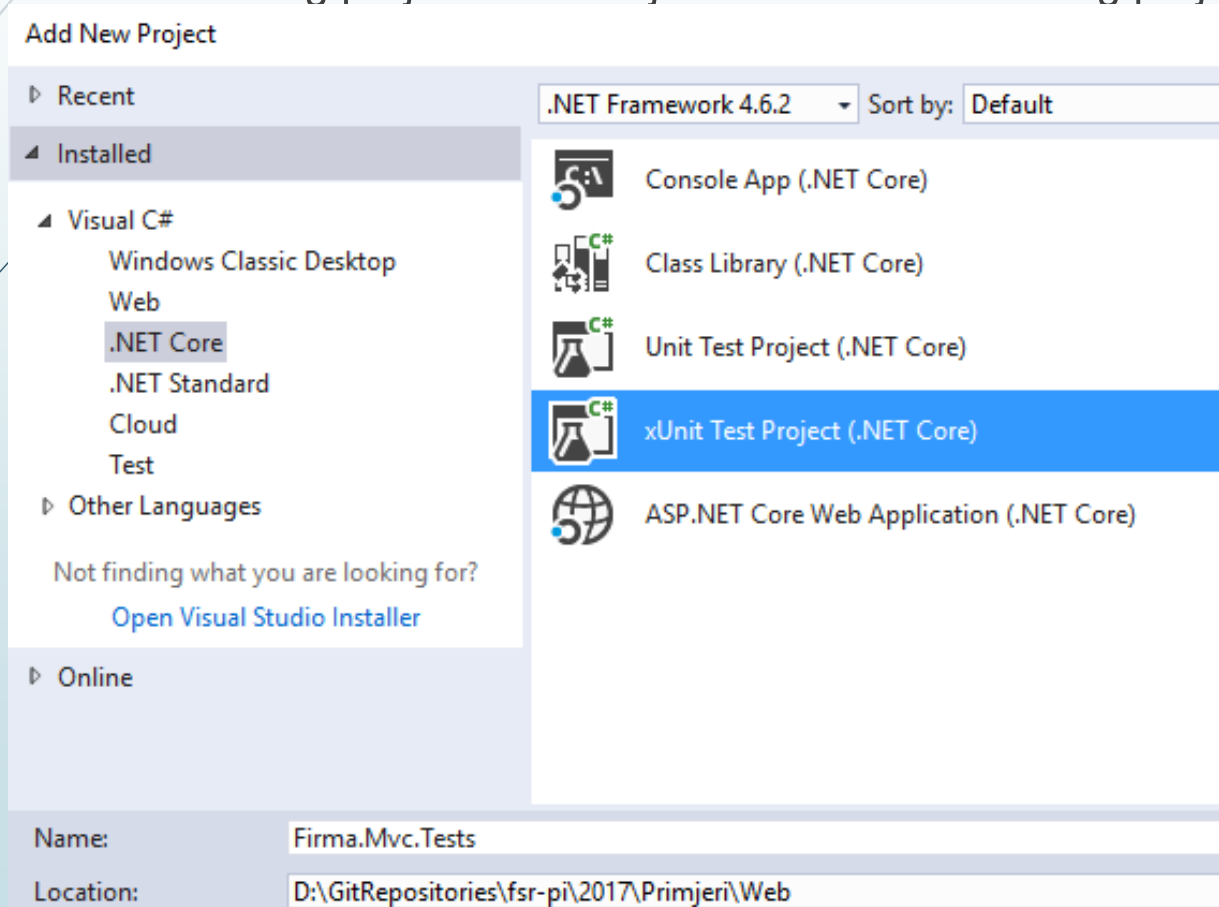 Add New Project
Recent
Installed
Visual C#
Windows Classic Desktop
Web
.NET Core
.NET Standard
Cloud
Test
Other Languages
Not finding what you are looking for?
Open Visual Studio Installer
Online
.NET Framework 4.6.2 Sort by: Default
C:\ Console App (.NET Core)
C# Class Library (.NET Core)
C# Unit Test Project (.NET Core)
C# xUnit Test Project (.NET Core)
ASP.NET Core Web Application (.NET Core)
Name: Firma.Mvc.Tests
Location: D:\GitRepositories\fsr-pi\2017\Primjeri\Web